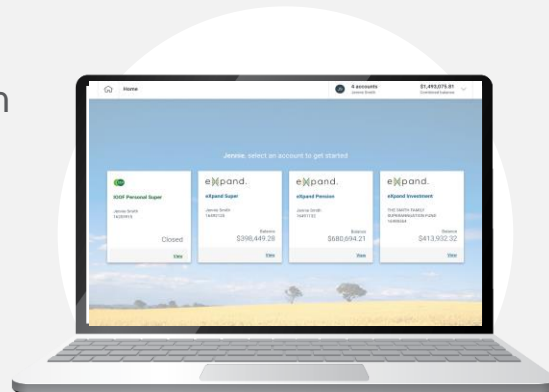 n
Home
4 accounts
Jennie Smith
$1,493,075.81
Combined balance
Jennie, select an account to get started
IOOF Personal Super
Jennie Smith
Closed
View
eXpand.
eXpand Super
Jennie Smith
Balance
$398,449.28
View
eXpand.
eXpand Pension
Jennie Smith
Balance
$680,694.21
View
eXpand.
eXpand Investment
THE SMITH FAMILY
SUPERANNUATION FUND
Balance
$413,932.32
View